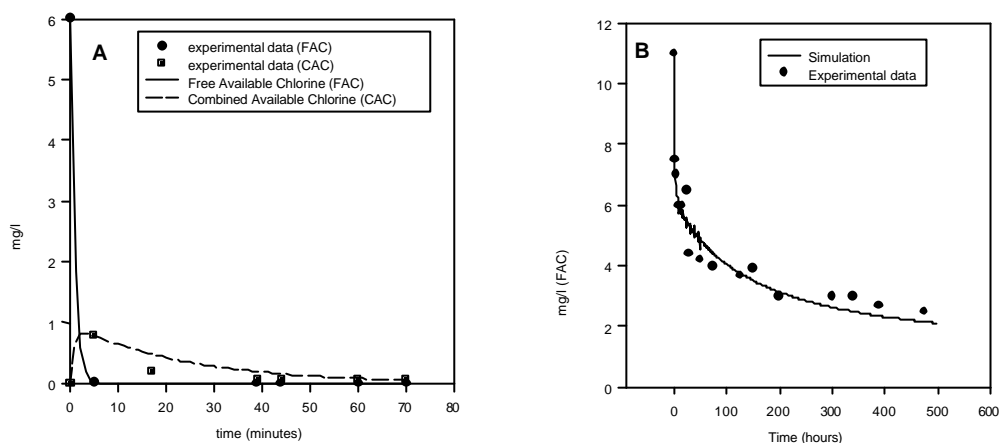 A
experimental data (FAC)
experimental data (CAC)
Free Available Chlorine (FAC)
Combined Available Chlorine (CAC)
6
5
4
3
2
1
0
mg/l
0 10 20 30 40 50 60 70 80
time (minutes)
B
Simulation
Experimental data
12
10
8
6
4
2
0
mg/l (FAC)
0 100 200 300 400 500 600
Time (hours)